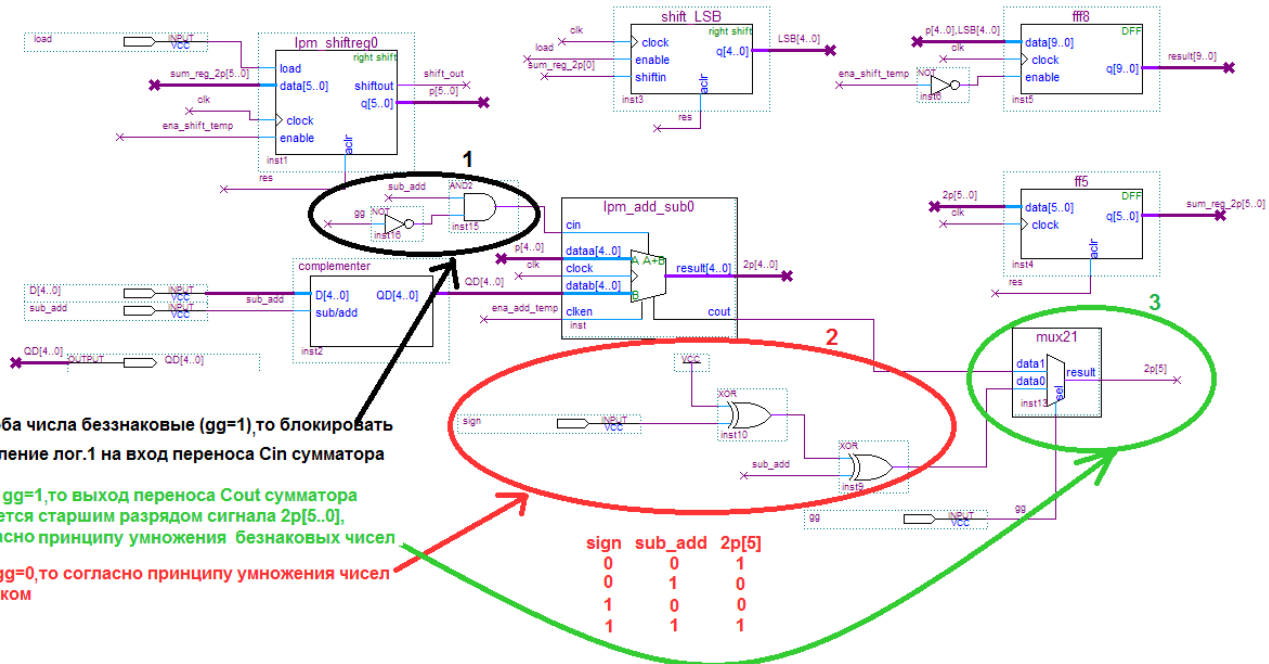 load
INPUT
VCC
lpm_shiftreg0
right shift
load
sum_reg_2p[5..0]
data[5..0]
shiftout
shift_out
q[5..0]
p[5..0]
clk
clock
ena_shift_temp
enable
aclr
inst1
res
shift_LSB
right shift
clk
clock
q[4..0]
LSB[4..0]
load
enable
sum_reg_2p[0]
shiftin
aclr
inst3
res
fff8
DFF
p[4..0],LSB[4..0]
data[9..0]
clk
clock
q[9..0]
result[9..0]
ena_shift_temp
NOT
enable
inst6
inst5
1
sub_add
AND2
gg
NOT
inst16
inst15
lpm_add_sub0
cin
p[4..0]
dataa[4..0]
A
A+B
clk
clock
result[4..0]
2p[4..0]
QD[4..0]
datab[4..0]
B
ena_add_temp
clken
cout
inst
ff5
DFF
2p[5..0]
data[5..0]
clk
clock
q[5..0]
sum_reg_2p[5..0]
aclr
inst4
res
complementer
D[4..0]
INPUT
VCC
D[4..0]
QD[4..0]
sub_add
INPUT
VCC
sub_add
sub/add
inst2
QD[4..0]
OUTPUT
QD[4..0]
2
VCC
XOR
sign
INPUT
VCC
inst10
XOR
sub_add
inst9
3
mux21
data1
data0
result
2p[5]
inst13
sel
gg
INPUT
VCC
gg
ба числа беззнаковые (gg=1),то блокировать
ление лог.1 на вход переноса Cin сумматора
gg=1,то выход переноса Cout сумматора
ется старшим разрядом сигнала 2p[5..0],
асно принципу умножения безнаковых чисел
gg=0,то согласно принципу умножения чисел
ком
sign sub_add 2p[5]
0 0 1
0 1 0
1 0 0
1 1 1